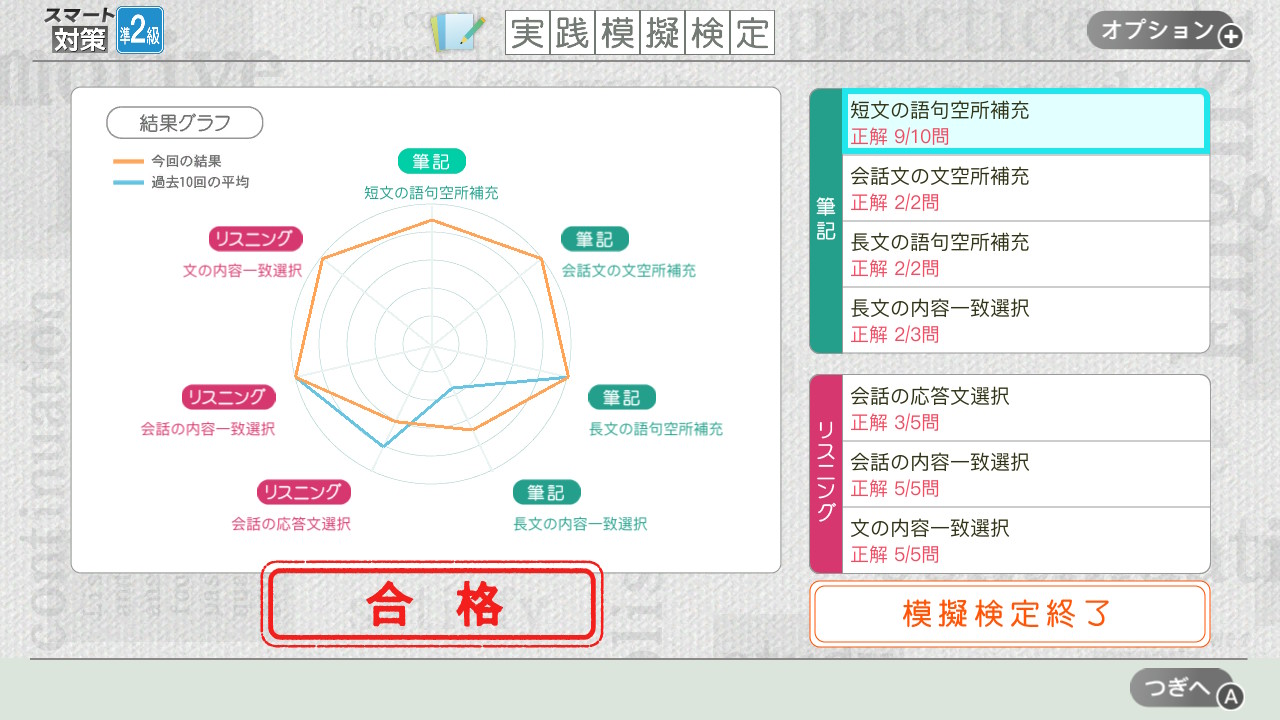 スマート
対策
準2級
実践模擬検定
オプション
結果グラフ
今回の結果
過去10回の平均
筆記
短文の語句空所補充
リスニング
文の内容一致選択
筆記
会話文の文空所補充
リスニング
会話の内容一致選択
筆記
長文の語句空所補充
リスニング
会話の応答文選択
筆記
長文の内容一致選択
合格
筆記
短文の語句空所補充
正解 9/10問
会話文の文空所補充
正解 2/2問
長文の語句空所補充
正解 2/2問
長文の内容一致選択
正解 2/3問
リスニング
会話の応答文選択
正解 3/5問
会話の内容一致選択
正解 5/5問
文の内容一致選択
正解 5/5問
模擬検定終了
つぎへ A